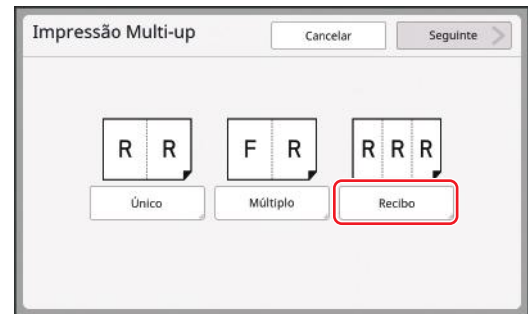 Impressão Multi-up Cancelar Seguinte
R R F R R R R
Único Múltiplo Recibo